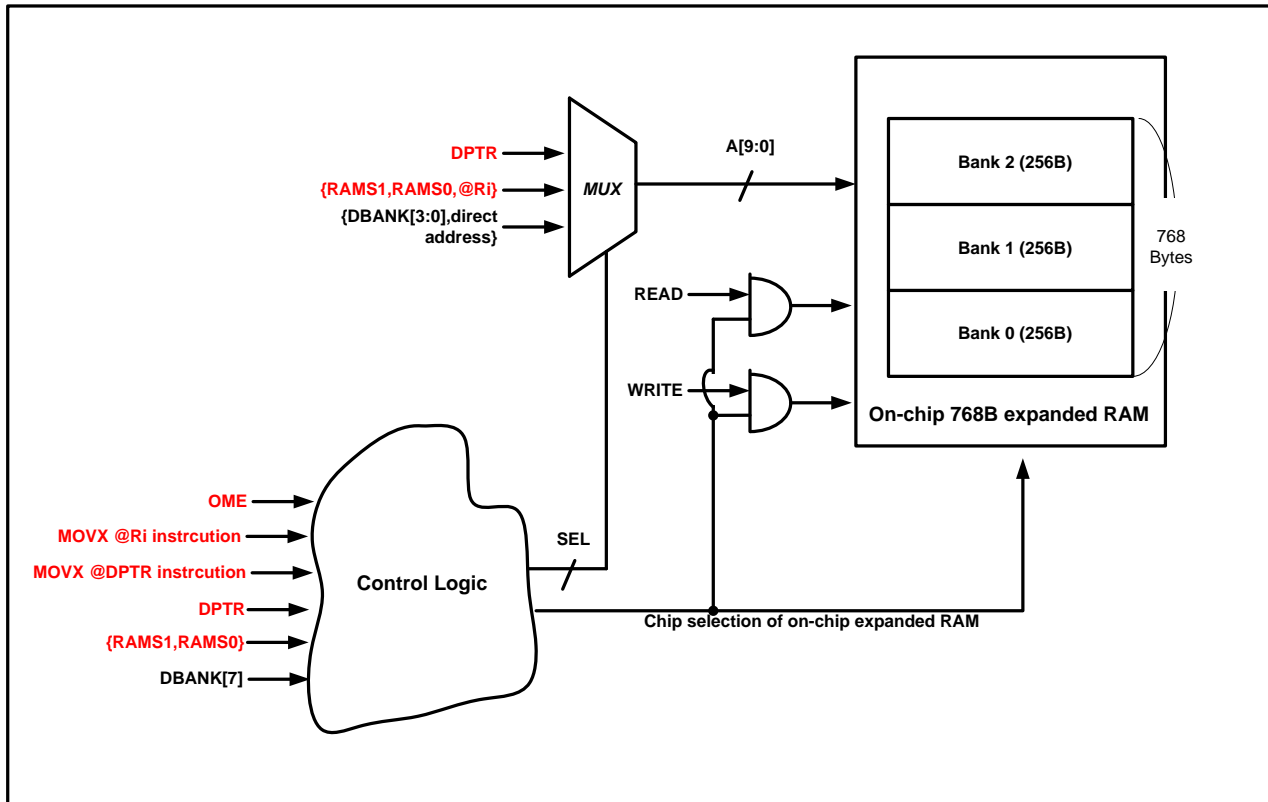 DPTR
{RAMS1,RAMS0,@Ri}
{DBANK[3:0],direct
address}
MUX
A[9:0]
Bank 2 (256B)
Bank 1 (256B)
Bank 0 (256B)
768
Bytes
READ
WRITE
On-chip 768B expanded RAM
OME
MOVX @Ri instrcution
MOVX @DPTR instrcution
DPTR
{RAMS1,RAMS0}
DBANK[7]
Control Logic
SEL
Chip selection of on-chip expanded RAM